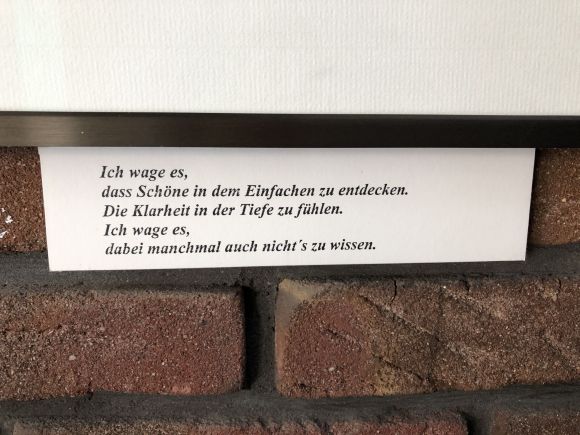 Ich wage es,
dass Schöne in dem Einfachen zu entdecken.
Die Klarheit in der Tiefe zu fühlen.
Ich wage es,
dabei manchmal auch nicht´s zu wissen.